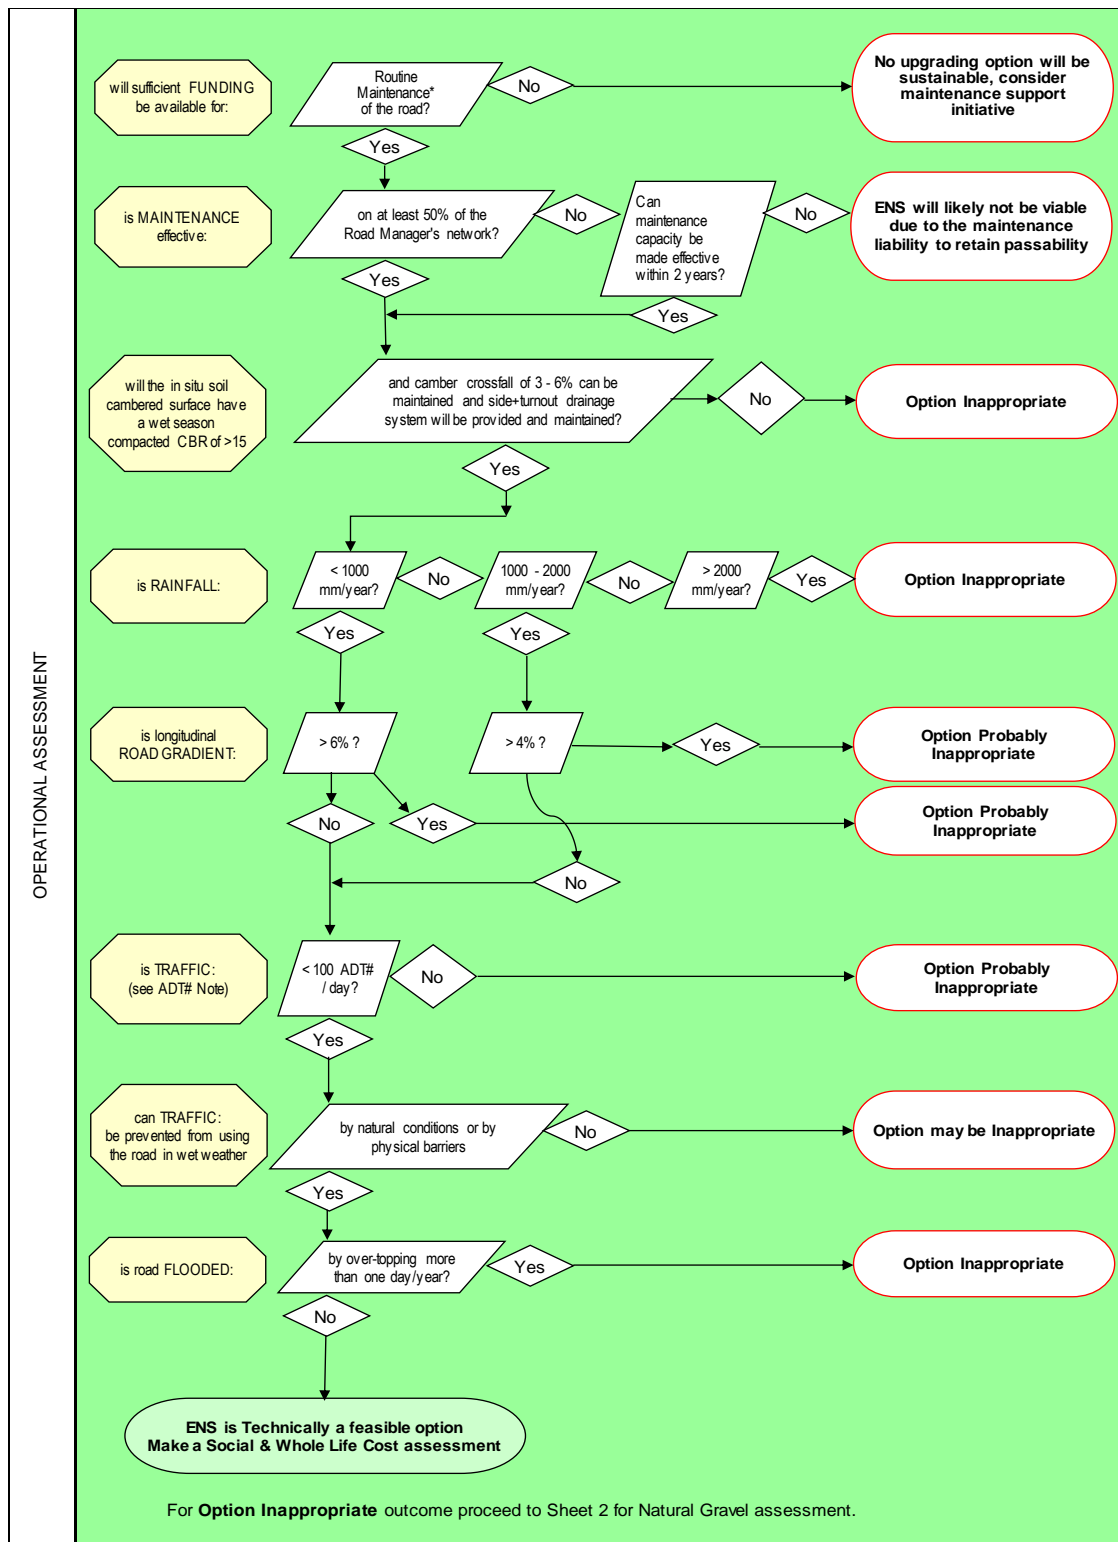 OPERATIONAL ASSESSMENT
will sufficient FUNDING
be available for:
Routine
Maintenance*
of the road?
No
No upgrading option will be
sustainable, consider
maintenance support
initiative
Yes
is MAINTENANCE
effective:
on at least 50% of the
Road Manager's network?
No
Can
maintenance
capacity be
made effective
within 2 years?
No
ENS will likely not be viable
due to the maintenance
liability to retain passability
Yes
Yes
will the in situ soil
cambered surface have
a wet season
compacted CBR of >15
and camber crossfall of 3 - 6% can be
maintained and side+turnout drainage
system will be provided and maintained?
No
Option Inappropriate
Yes
is RAINFALL:
< 1000
mm/year?
No
1000 - 2000
mm/year?
No
> 2000
mm/year?
Yes
Option Inappropriate
Yes
Yes
is longitudinal
ROAD GRADIENT:
> 6% ?
> 4% ?
Yes
Option Probably
Inappropriate
No
Yes
Option Probably
Inappropriate
No
is TRAFFIC:
(see ADT# Note)
< 100 ADT#
/ day?
No
Option Probably
Inappropriate
Yes
can TRAFFIC:
be prevented from using
the road in wet weather
by natural conditions or by
physical barriers
No
Option may be Inappropriate
Yes
is road FLOODED:
by over-topping more
than one day/year?
Yes
Option Inappropriate
No
ENS is Technically a feasible option
Make a Social & Whole Life Cost assessment
For Option Inappropriate outcome proceed to Sheet 2 for Natural Gravel assessment.